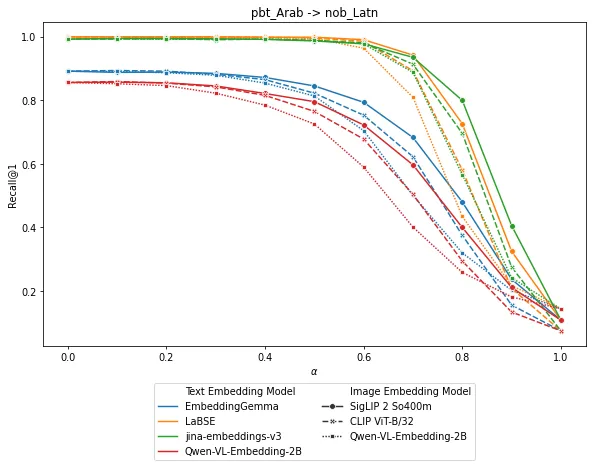 pbt_Arab -> nob_Latn
Recall@1
1.0
0.8
0.6
0.4
0.2
0.0 0.2 0.4 0.6 0.8 1.0
α
Text Embedding Model Image Embedding Model
EmbeddingGemma SigLIP 2 So400m
LaBSE CLIP ViT-B/32
jina-embeddings-v3 Qwen-VL-Embedding-2B
Qwen-VL-Embedding-2B